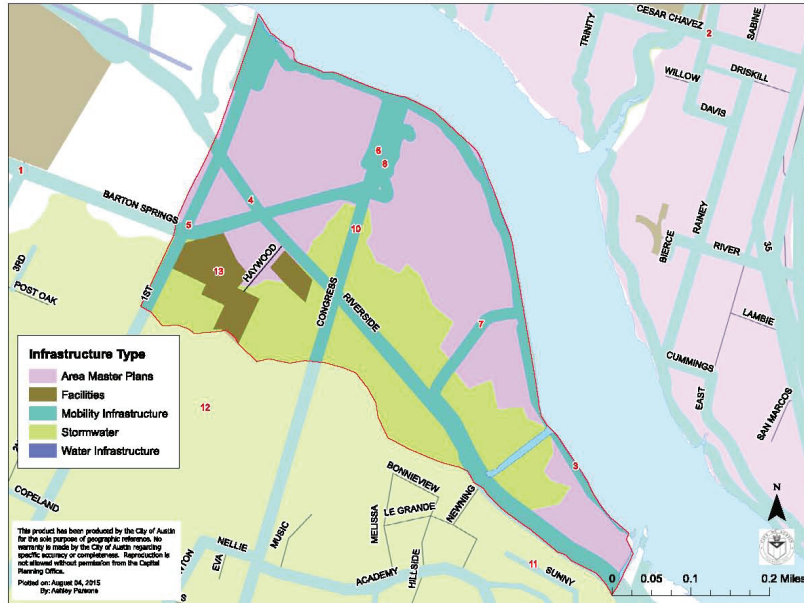 CESAR CHAVEZ
2
TRINITY
SABINE
WILLOW
DRISKILL
DAVIS
1
BARTON SPRINGS
6
8
4
5
10
RAINEY
BIERCE
RIVER
35
13
HAYWOOD
3RD
POST OAK
1ST
CONGRESS
RIVERSIDE
7
LAMBIE
CUMMINGS
EAST
SAN MARCOS
Infrastructure Type
Area Master Plans
Facilities
Mobility Infrastructure
Stormwater
Water Infrastructure
12
3
COPELAND
BONNIEVIEW
LE GRANDE
NEWNING
MELISSA
HILLSIDE
MUSIC
NELLIE
EVA
ACADEMY
11
SUNNY
N
0 0.05 0.1 0.2 Miles
This product has been produced by the City of Austin
for the sole purpose of geographic reference. No
warranty is made by the City of Austin regarding
specific accuracy or completeness. Reproduction is
not allowed without permission from the Capital
Planning Office.
Plotted on: August 04, 2015
By: Ashley Parsons